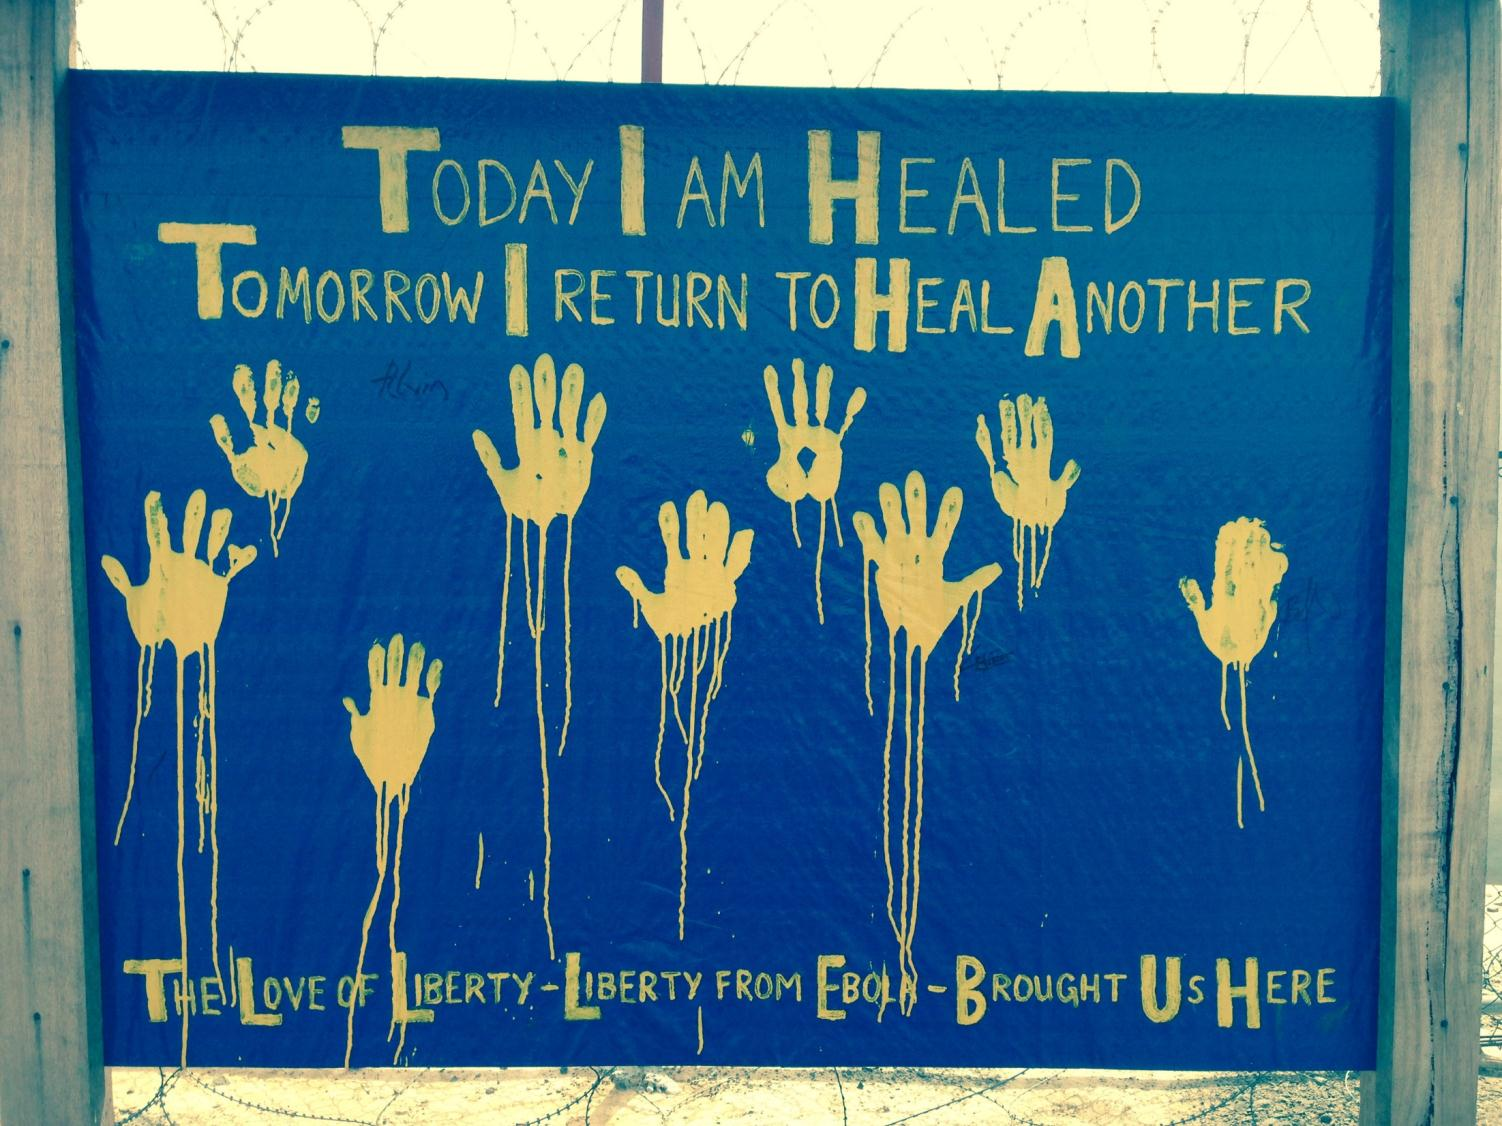 TODAY I AM HEALED
TOMORROW I RETURN TO HEAL ANOTHER
THE LOVE OF LIBERTY - LIBERTY FROM EBOLA - BROUGHT US HERE